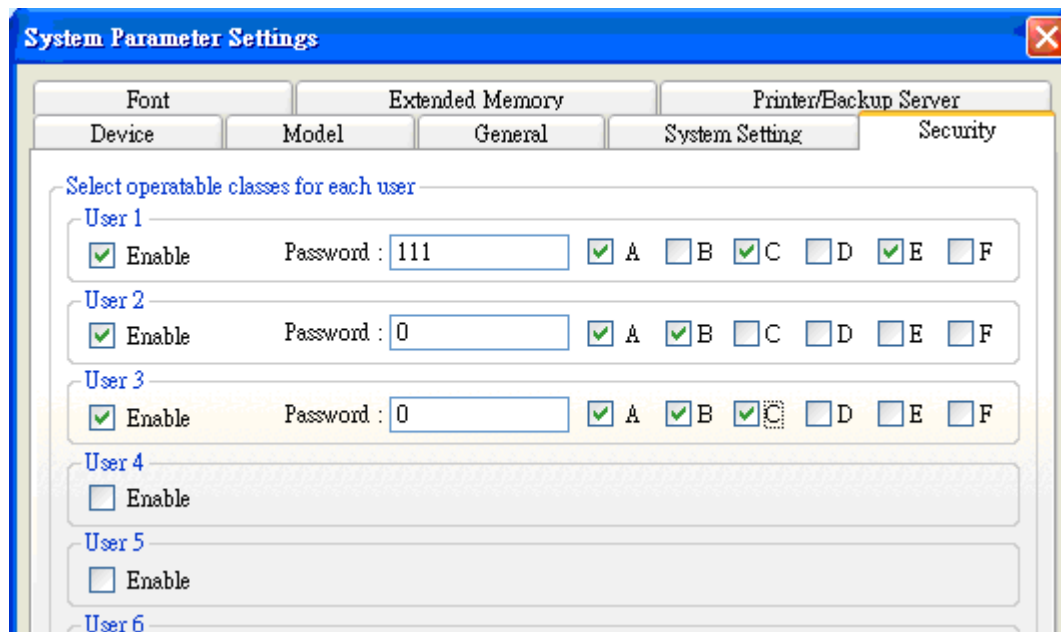 System Parameter Settings
Font Extended Memory Printer/Backup Server
Device Model General System Setting Security
Select operatable classes for each user
User 1
Enable Password : 111 A B C D E F
User 2
Enable Password : 0 A B C D E F
User 3
Enable Password : 0 A B C D E F
User 4
Enable
User 5
Enable
User 6